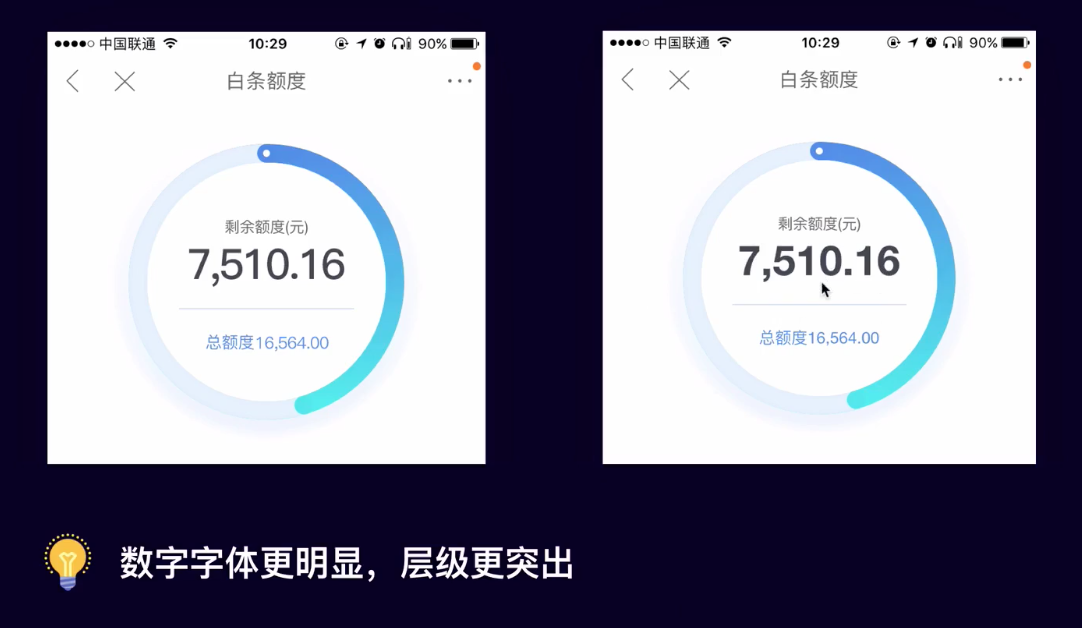 中国联通 10:29 90%
白条额度
剩余额度(元)
7,510.16
总额度16,564.00
中国联通 10:29 90%
白条额度
剩余额度(元)
7,510.16
总额度16,564.00
数字字体更明显，层级更突出